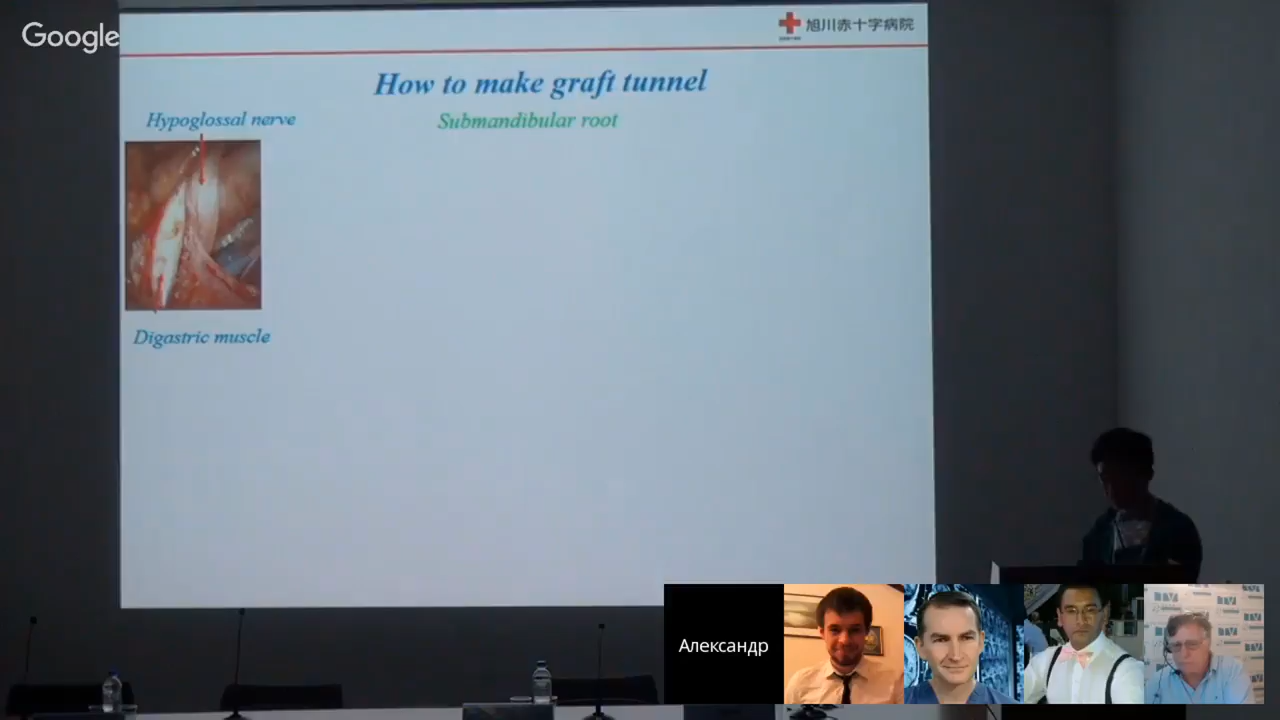 Google
旭川赤十字病院
How to make graft tunnel
Submandibular root
Hypoglossal nerve
Digastric muscle
Александр